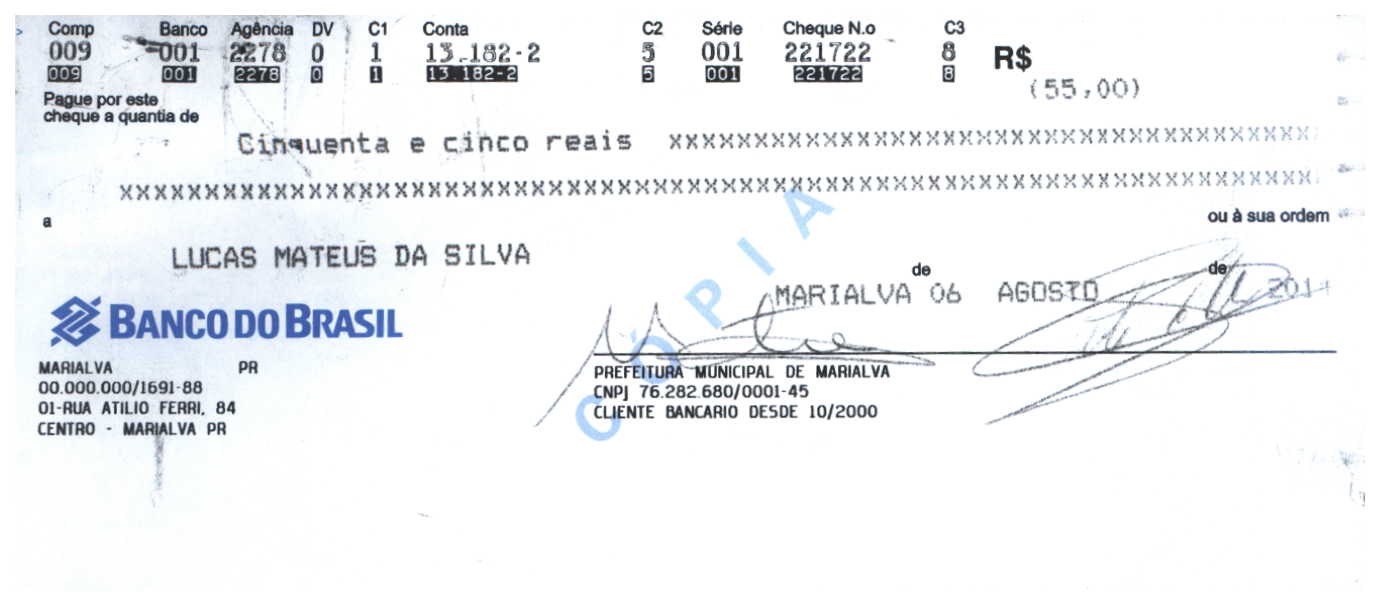 Comp Banco Agência DV C1 Conta C2 Série Cheque N.o C3
009 001 2278 0 1 13.182-2 5 001 221722 8 R$
009 001 2278 0 1 13.182-2 5 001 221722 8
(55,00)
Pague por este
cheque a quantia de
Cinquenta e cinco reais XXXXXXXXXXXXXXXXXXXXXXXXXXXXXXXXXXXXXX
XXXXXXXXXXXXXXXXXXXXXXXXXXXXXXXXXXXXXXXXXXXXXXXXXXXXXXXXXXXXXXXXXXXXXX
a ou à sua ordem
LUCAS MATEUS DA SILVA
de de
MARIALVA 06 AGOSTO
BANCO DO BRASIL
MARIALVA PR
00.000.000/1691-88
01-RUA ATILIO FERRI, 84
CENTRO - MARIALVA PR
PREFEITURA MUNICIPAL DE MARIALVA
CNPJ 76.282.680/0001-45
CLIENTE BANCARIO DESDE 10/2000
CÓPIA